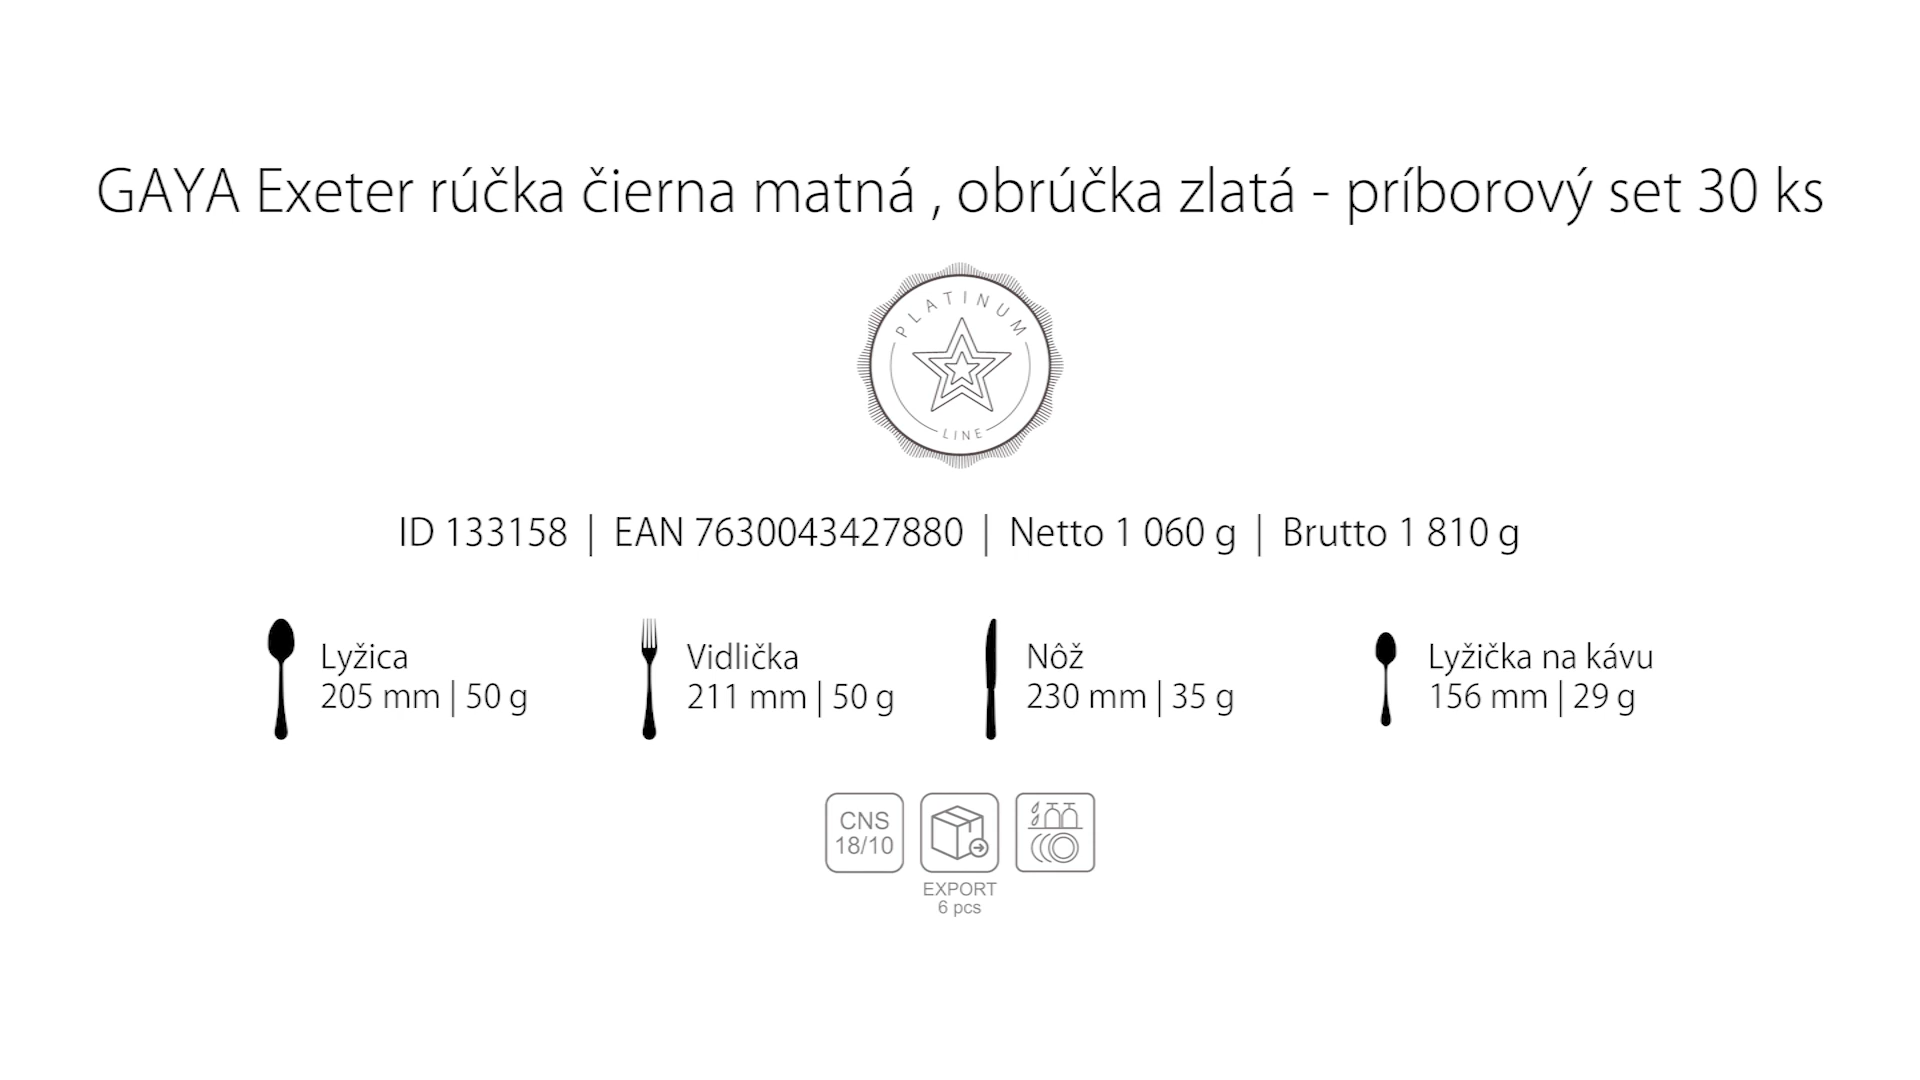 GAYA Exeter rúčka čierna matná , obrúčka zlatá - príborový set 30 ks
PLATINUM
LINE
ID 133158 | EAN 7630043427880 | Netto 1 060 g | Brutto 1 810 g
Lyžica
205 mm | 50 g
Vidlička
211 mm | 50 g
Nôž
230 mm | 35 g
Lyžička na kávu
156 mm | 29 g
CNS
18/10
EXPORT
6 pcs